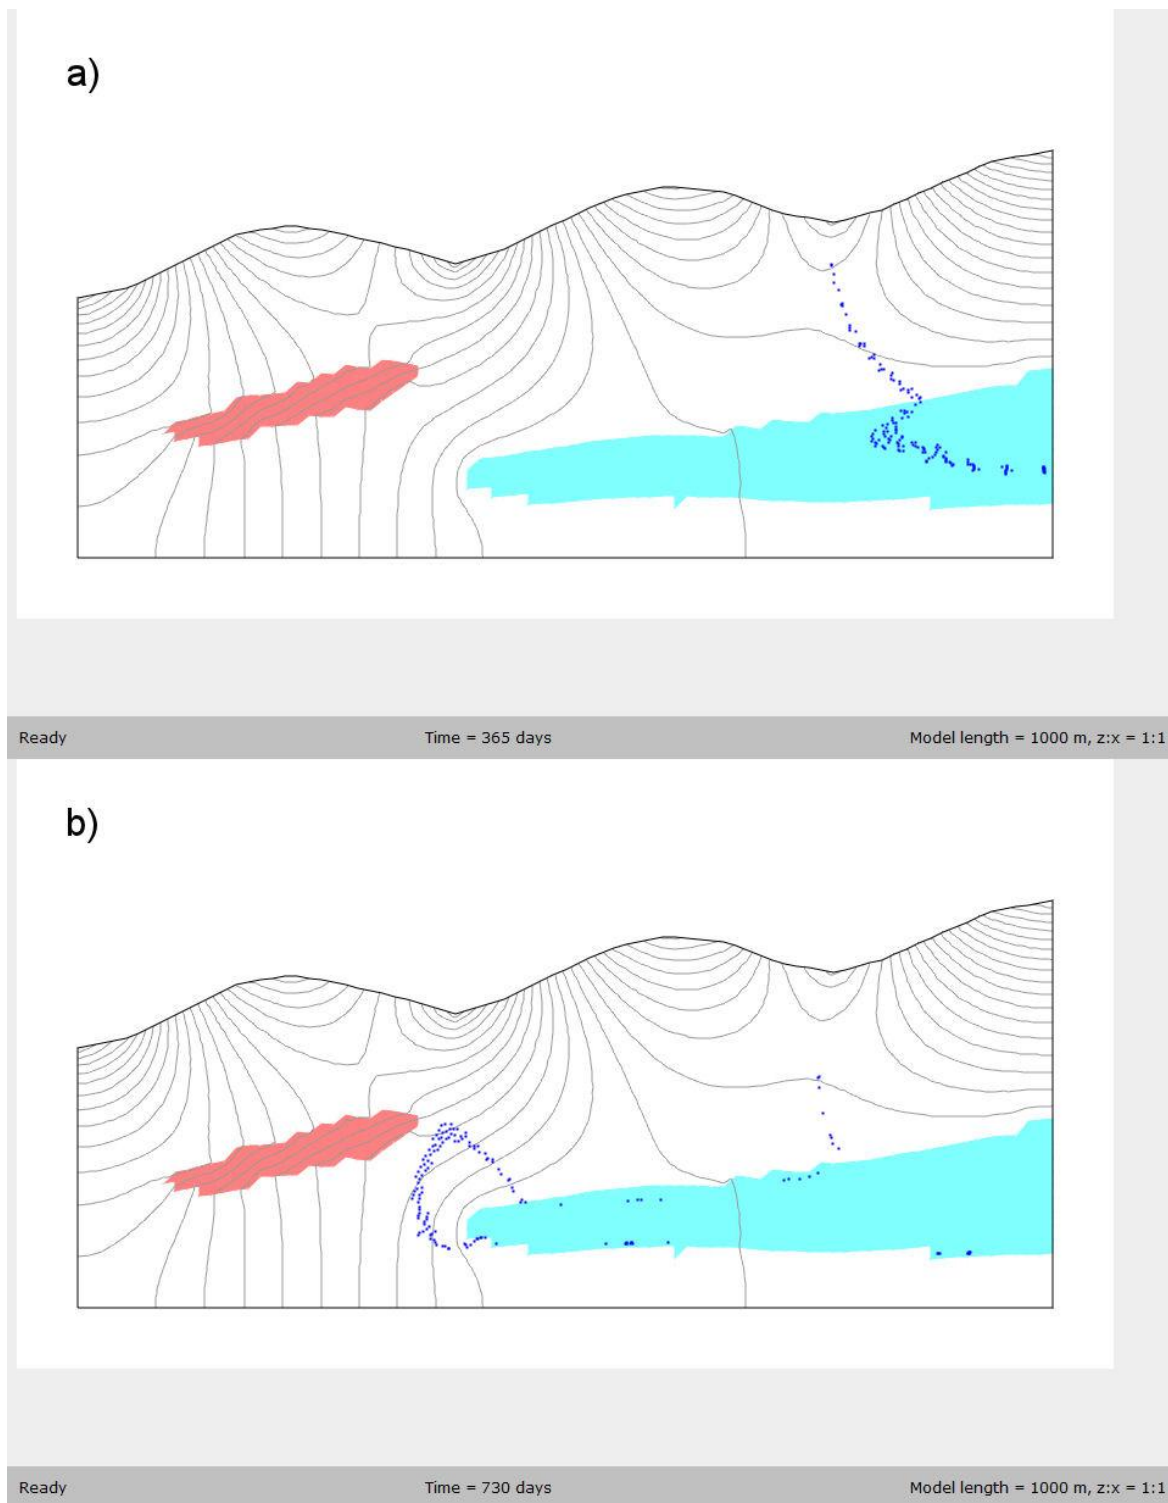 a)
Ready Time = 365 days Model length = 1000 m, z:x = 1:1
b)
Ready Time = 730 days Model length = 1000 m, z:x = 1:1